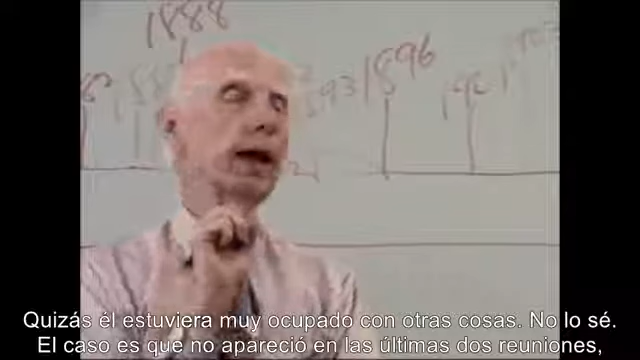 1888
1896
Quizás él estuviera muy ocupado con otras cosas. No lo sé.
El caso es que no apareció en las últimas dos reuniones,